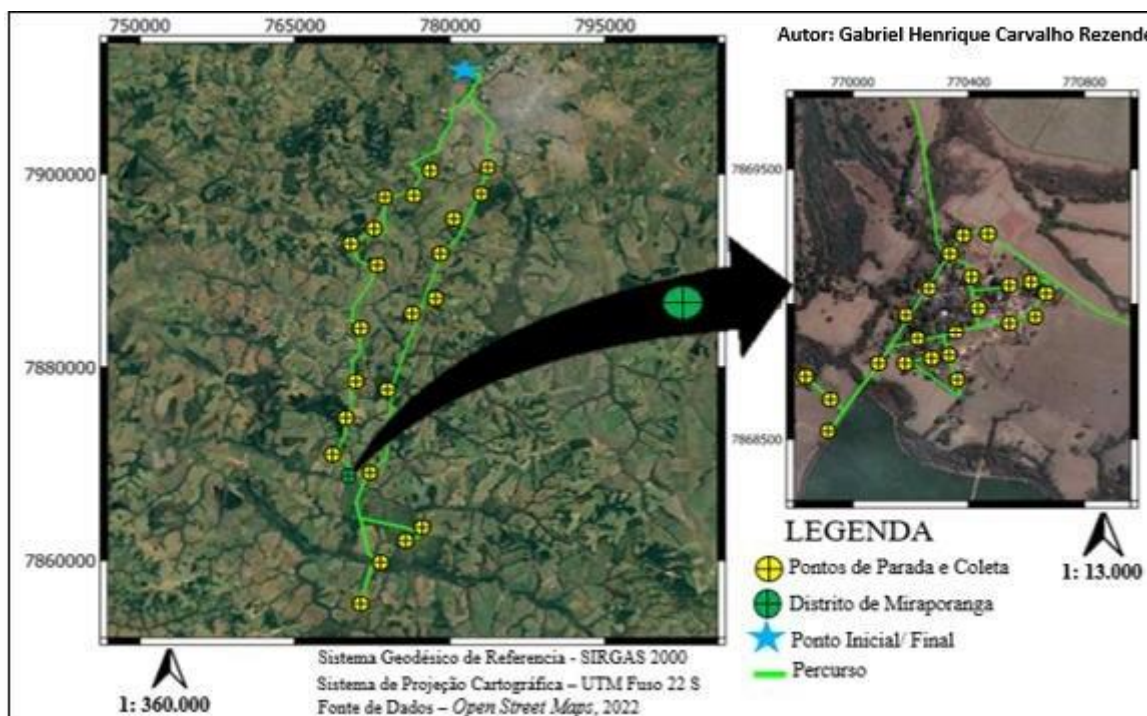 750000 765000 780000 795000
Autor: Gabriel Henrique Carvalho Rezende
770000 770400 770800
7900000
7880000
7860000
7869500
7868500
LEGENDA
Pontos de Parada e Coleta
Distrito de Miraporanga
Ponto Inicial/ Final
Percurso
1: 13.000
Sistema Geodésico de Referencia - SIRGAS 2000
Sistema de Projeção Cartográfica – UTM Fuso 22 S
Fonte de Dados – Open Street Maps, 2022
1: 360.000